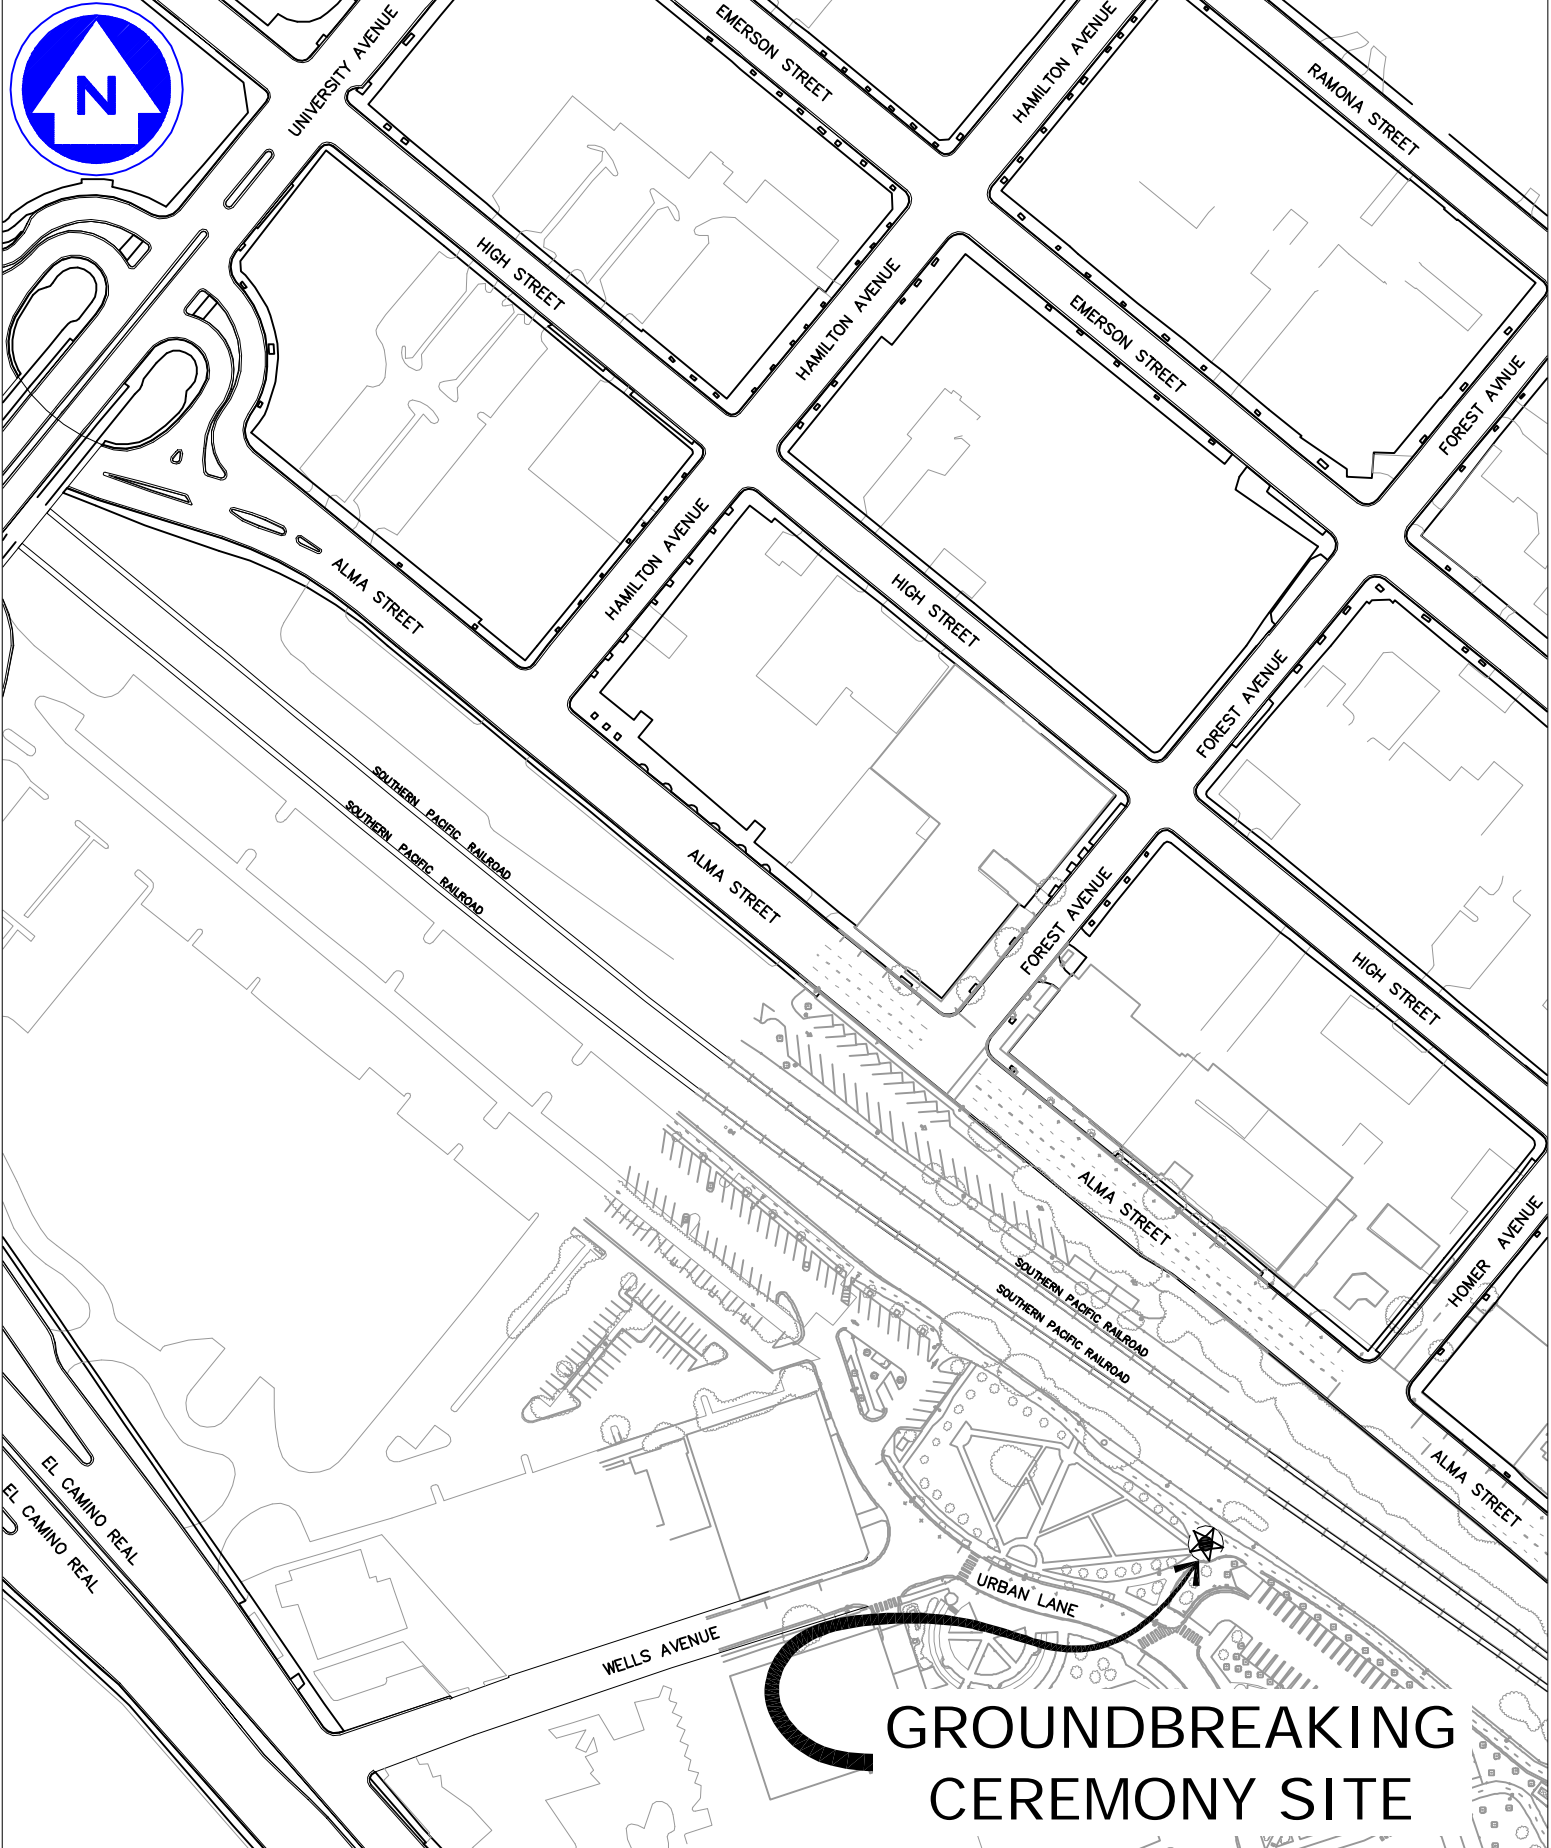 N
UNIVERSITY AVENUE
EMERSON STREET
HAMILTON AVENUE
RAMONA STREET
HIGH STREET
HAMILTON AVENUE
EMERSON STREET
FOREST AVNUE
ALMA STREET
HAMILTON AVENUE
HIGH STREET
FOREST AVENUE
SOUTHERN PACIFIC RAILROAD
SOUTHERN PACIFIC RAILROAD
ALMA STREET
FOREST AVENUE
HIGH STREET
ALMA STREET
HOMER AVENUE
SOUTHERN PACIFIC RAILROAD
SOUTHERN PACIFIC RAILROAD
EL CAMINO REAL
EL CAMINO REAL
ALMA STREET
URBAN LANE
WELLS AVENUE
GROUNDBREAKING
CEREMONY SITE